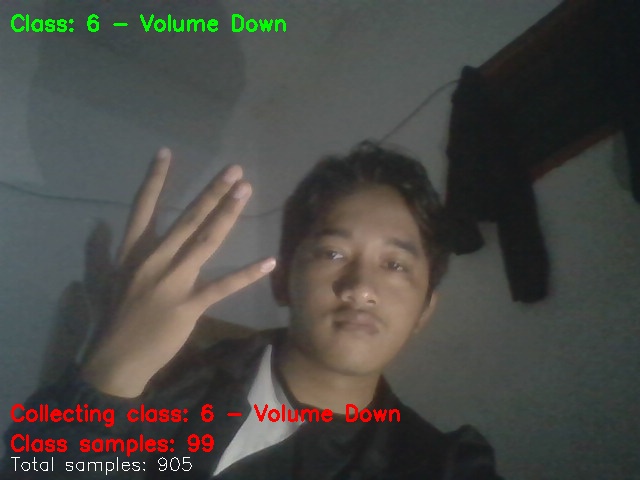 Class: 6 - Volume Down
Collecting class: 6 - Volume Down
Class samples: 99
Total samples: 905